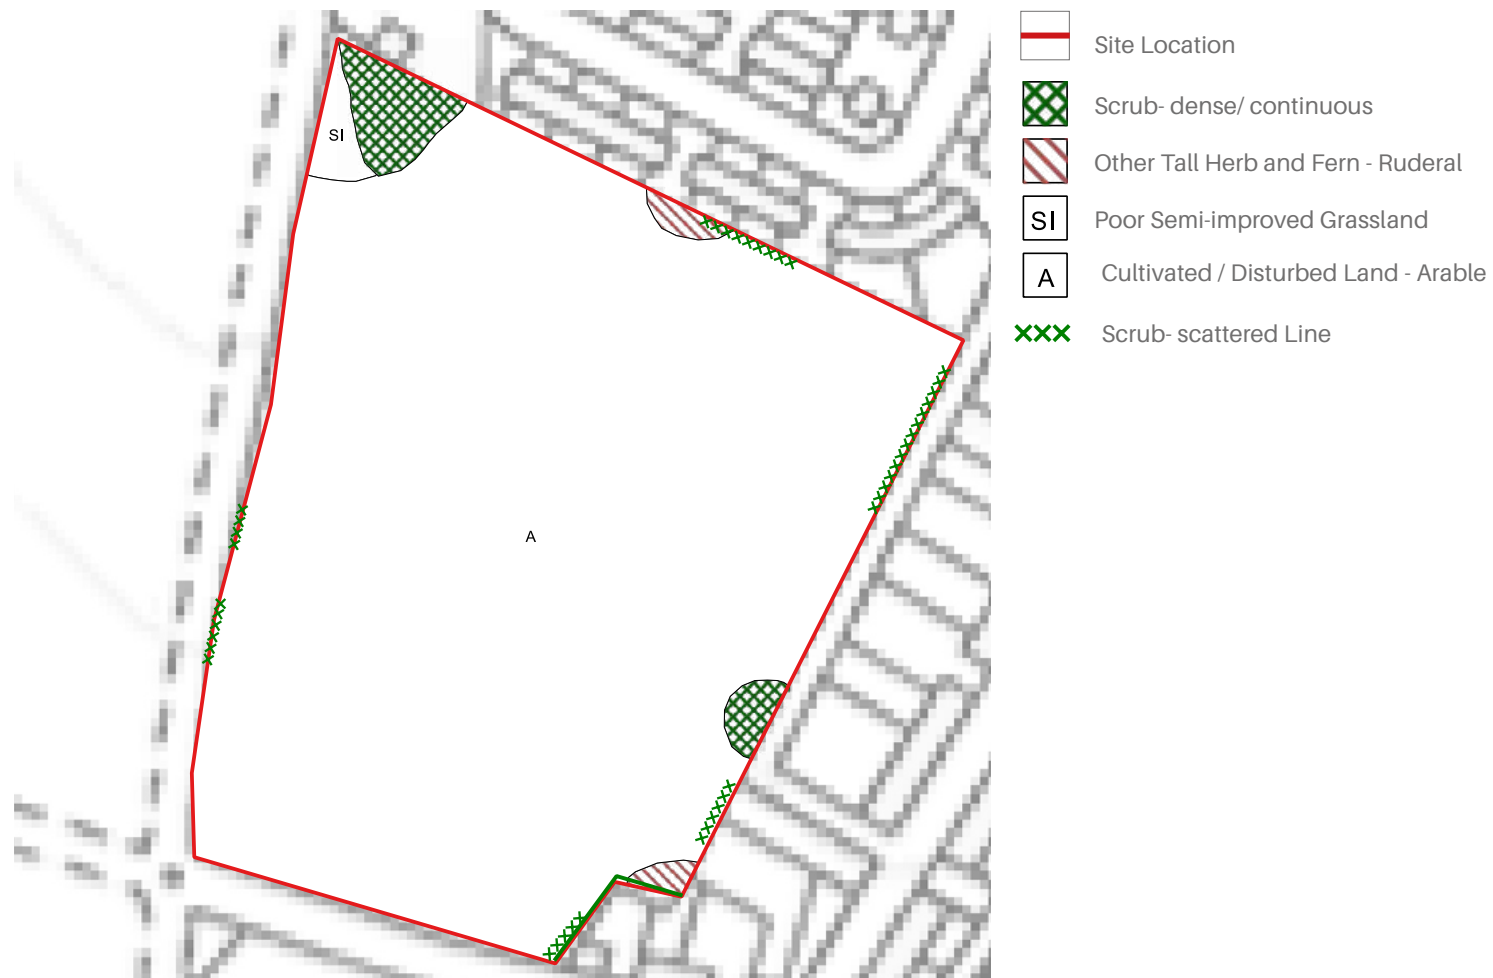 Site Location
Scrub- dense/ continuous
Other Tall Herb and Fern - Ruderal
SI Poor Semi-improved Grassland
A Cultivated / Disturbed Land - Arable
Scrub- scattered Line
SI
A